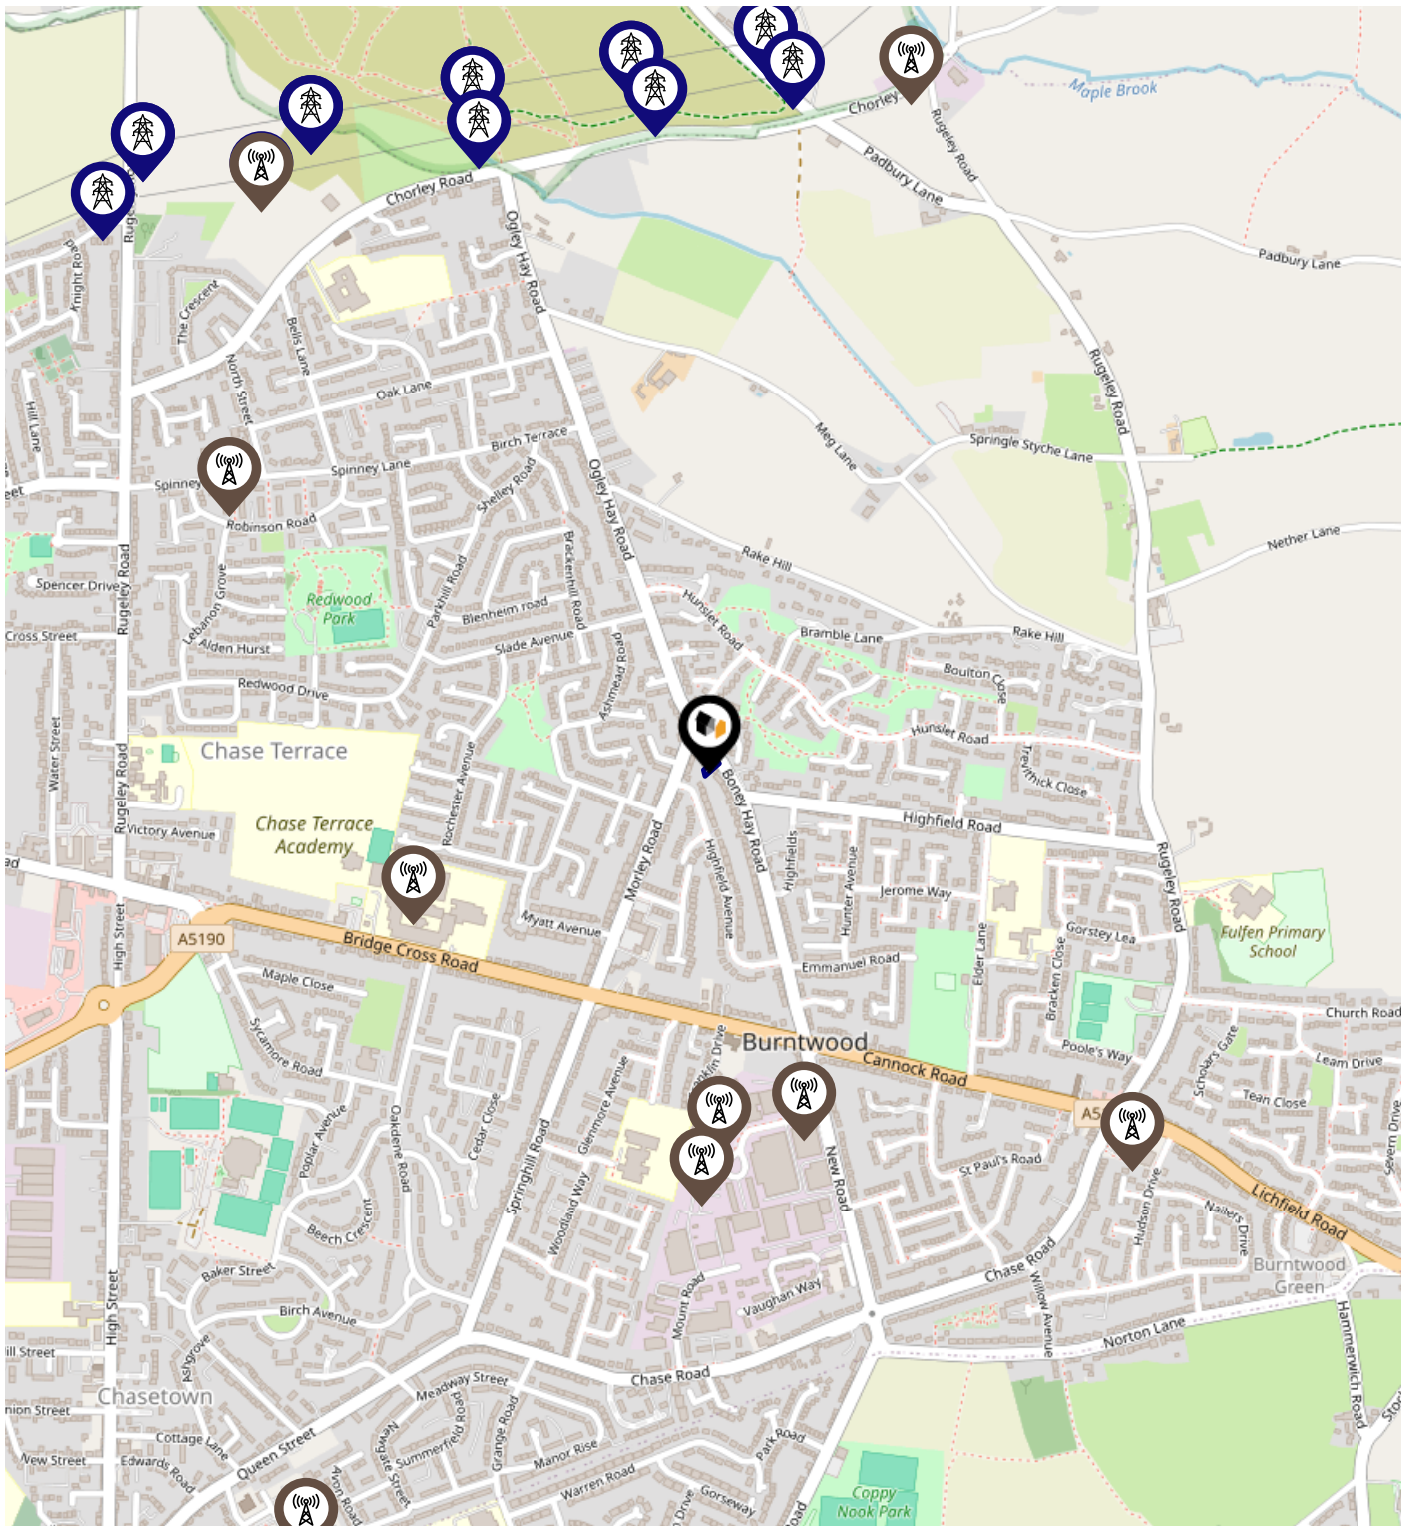 Maple Brook
Chorley
Rugeley Road
Padbury Lane
Padbury Lane
Chorley Road
Ogley Hay Road
Knight Road
The Crescent
Bells Lane
North Street
Oak Lane
Hill Lane
Birch Terrace
Spinney Lane
Spinney
Shelley Road
Robinson Road
Ogley Hay Road
Meg Lane
Springle Styche Lane
Rugeley Road
Nether Lane
Rake Hill
Rake Hill
Rugeley Road
Spencer Drive
Cross Street
Lebanon Grove
Redwood
Park
Parkhill Road
Blenheim road
Brackenhill Road
Slade Avenue
Alden Hurst
Redwood Drive
Ashmead Road
Hunslet Road
Bramble Lane
Boulton Close
Hunslet Road
Trevithick Close
Water Street
Chase Terrace
Rugeley Road
Rochester Avenue
Victory Avenue
Chase Terrace
Academy
Morley Road
Boney Hay Road
Highfield Road
Highfields
Highfield Avenue
Hunter Avenue
Jerome Way
Rugeley Road
Myatt Avenue
Elder Lane
Gorstey Lea
Fulfen Primary
School
Emmanuel Road
Bracken Close
High Street
A5190
Bridge Cross Road
Maple Close
Sycamore Road
Burntwood
Cannock Road
Poole's Way
Church Road
Scholars Gate
Leam Drive
Tean Close
Severn Drive
Poplar Avenue
Oakdene Road
Cedar Close
Glenmore Avenue
Springhill Road
Woodland Way
New Road
St Paul's Road
Hudson Drive
Nailers Drive
Lichfield Road
Burntwood
Green
Beech Crescent
Baker Street
Birch Avenue
High Street
Ashgrove
Mount Road
Vaughan Way
Chase Road
Willow Avenue
Norton Lane
Hammerwich Road
Chase Road
Chasetown
Meadway Street
Cottage Lane
New Street
Edwards Road
Queen Street
Newgate Street
Summerfield Road
Grange Road
Manor Rise
Warren Road
Avon Road
Gorseway
Park Road
Coppy
Nook Park